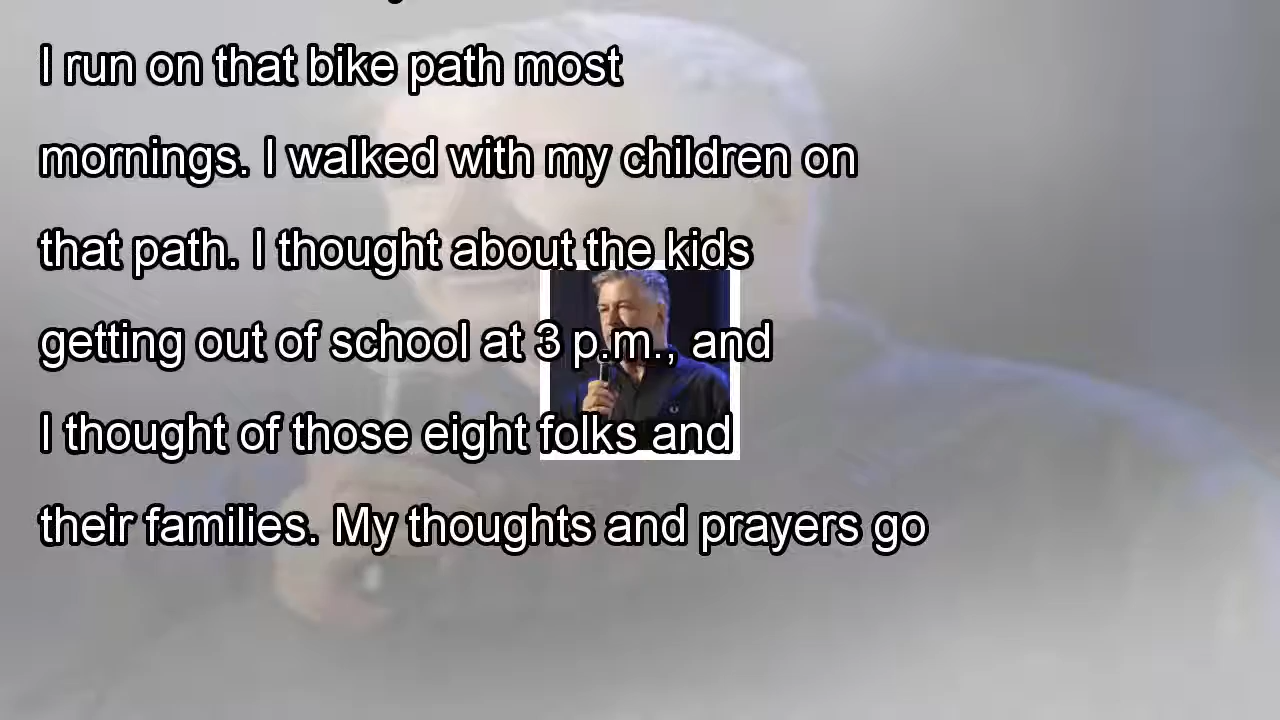 I run on that bike path most
mornings. I walked with my children on
that path. I thought about the kids
getting out of school at 3 p.m., and
I thought of those eight folks and
their families. My thoughts and prayers go